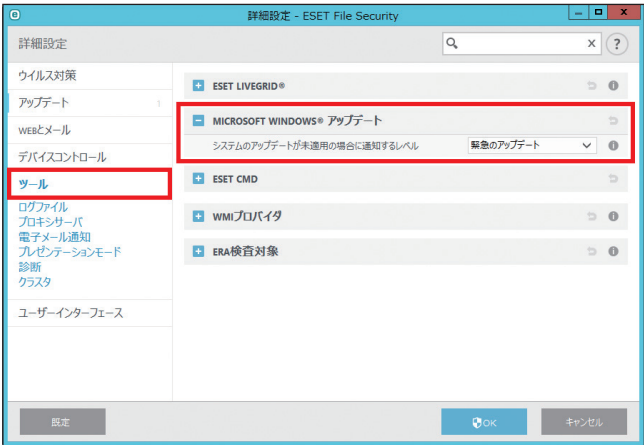 詳細設定 - ESET File Security
詳細設定
ウイルス対策
アップデート
WEBとメール
デバイスコントロール
ツール
ログファイル
プロキシサーバ
電子メール通知
プレゼンテーションモード
診断
クラスタ
ユーザーインターフェース
ESET LIVEGRID®
MICROSOFT WINDOWS® アップデート
システムのアップデートが未適用の場合に通知するレベル
緊急のアップデート
ESET CMD
WMIプロバイダ
ERA検査対象
既定
OK
キャンセル